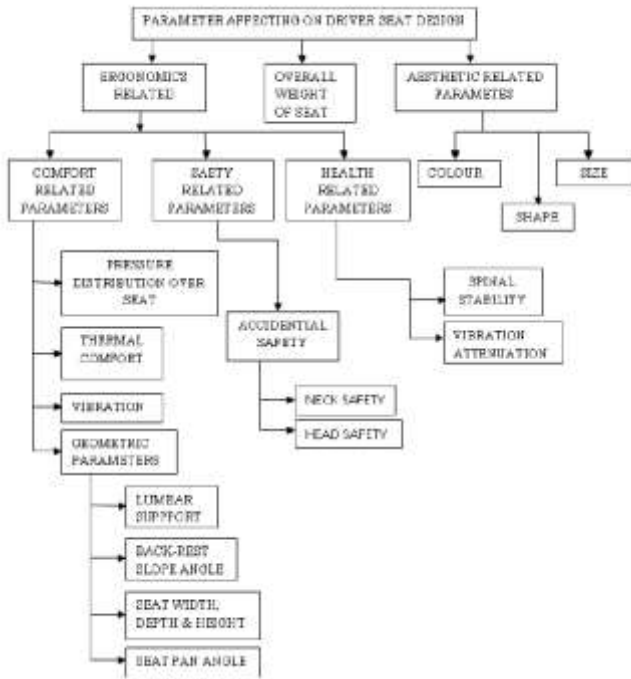 PARAMETER AFFECTING ON DRIVER SEAT DESIGN
ERGONOMICS
RELATED
OVERALL
WEIGHT
OF SEAT
AESTHETIC RELATED
PARAMETES
COMFORT
RELATED
PARAMETERS
SAETY
RELATED
PARAMETERS
HEALTH
RELATED
PARAMETERS
COLOUR
SIZE
SHAPE
PRESSURE
DISTRIBUTION OVER
SEAT
SPINAL
STABILITY
ACCIDENTIAL
SAFETY
THERMAL
COMFORT
VIBRATION
ATTENUATION
VIBRATION
NECK SAFETY
HEAD SAFETY
GEOMETRIC
PARAMETERS
LUMBAR
SUPPPORT
BACK-REST
SLOPE ANGLE
SEAT WIDTH,
DEPTH & HEIGHT
SEAT PAN ANGLE